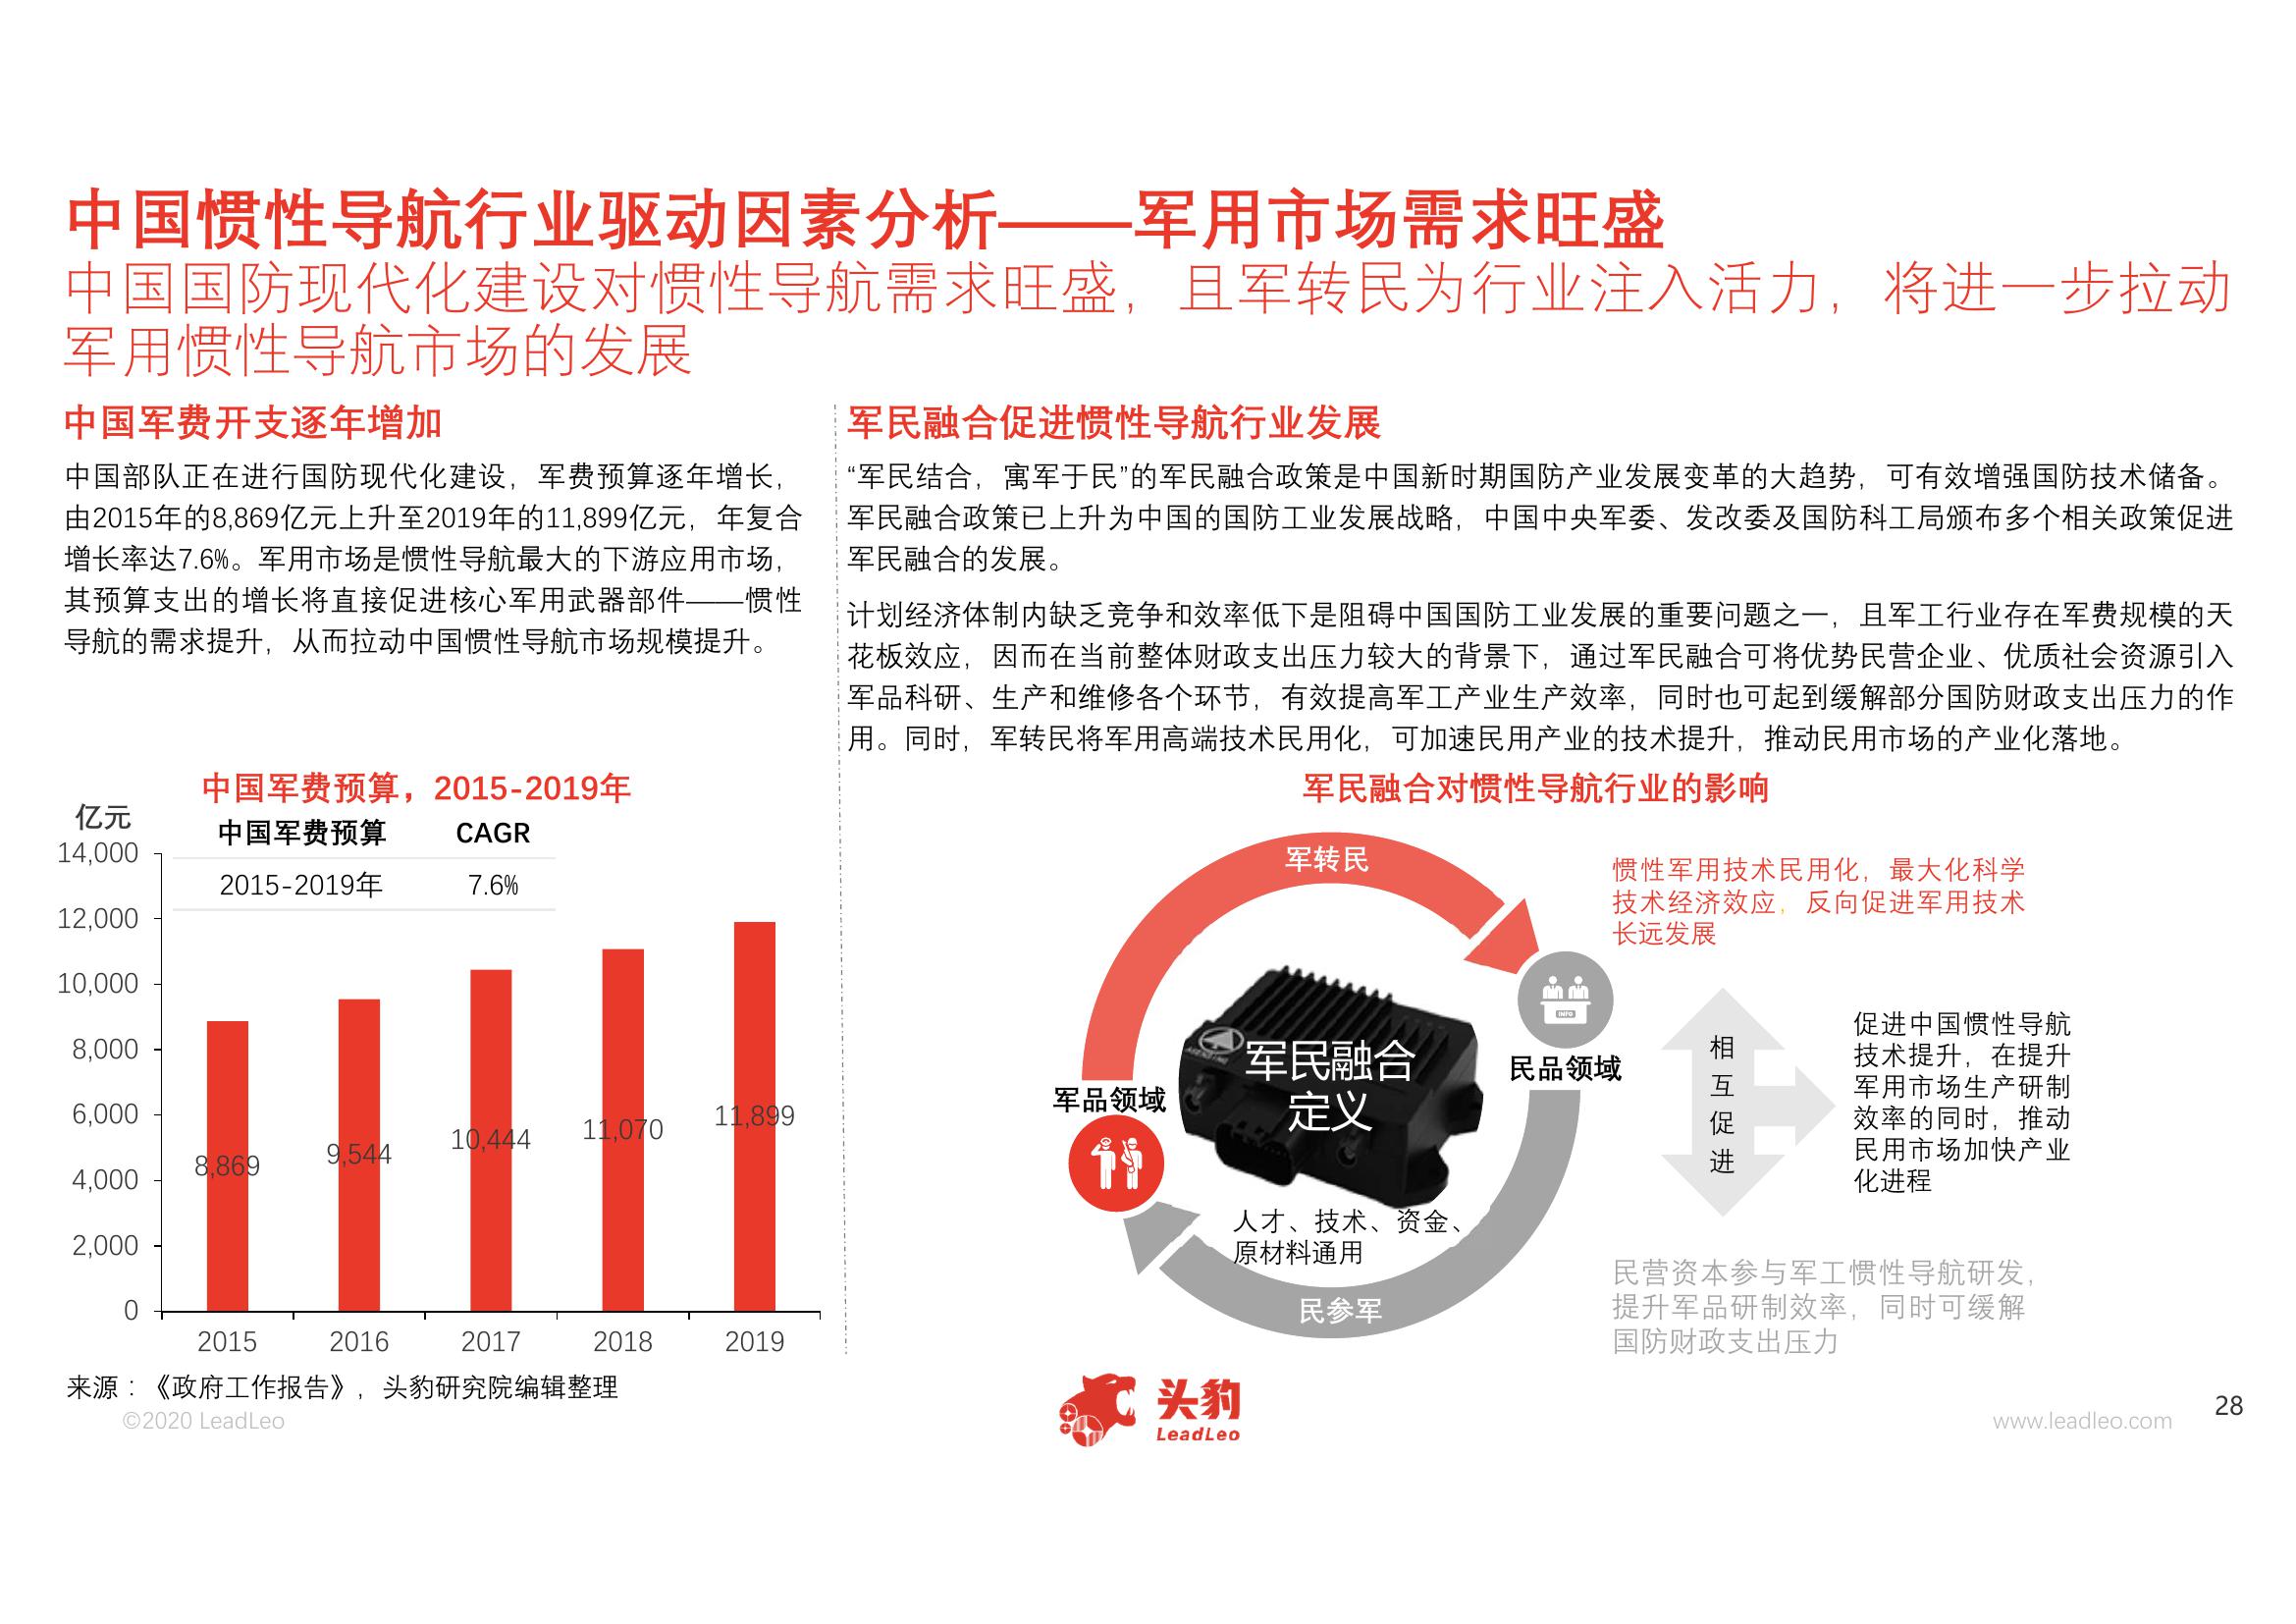 中国惯性导航行业驱动因素分析——军用市场需求旺盛
中国国防现代化建设对惯性导航需求旺盛，且军转民为行业注入活力，将进一步拉动
军用惯性导航市场的发展
中国军费开支逐年增加
中国部队正在进行国防现代化建设，军费预算逐年增长，
由2015年的8,869亿元上升至2019年的11,899亿元，年复合
增长率达7.6%。军用市场是惯性导航最大的下游应用市场，
其预算支出的增长将直接促进核心军用武器部件——惯性
导航的需求提升，从而拉动中国惯性导航市场规模提升。
中国军费预算，2015-2019年
亿元
中国军费预算 CAGR
2015-2019年 7.6%
14,000
12,000
10,000
8,000
6,000
4,000
2,000
0
8,869
9,544
10,444
11,070
11,899
2015 2016 2017 2018 2019
来源：《政府工作报告》，头豹研究院编辑整理
军民融合促进惯性导航行业发展
“军民结合，寓军于民”的军民融合政策是中国新时期国防产业发展变革的大趋势，可有效增强国防技术储备。
军民融合政策已上升为中国的国防工业发展战略，中国中央军委、发改委及国防科工局颁布多个相关政策促进
军民融合的发展。
计划经济体制内缺乏竞争和效率低下是阻碍中国国防工业发展的重要问题之一，且军工行业存在军费规模的天
花板效应，因而在当前整体财政支出压力较大的背景下，通过军民融合可将优势民营企业、优质社会资源引入
军品科研、生产和维修各个环节，有效提高军工产业生产效率，同时也可起到缓解部分国防财政支出压力的作
用。同时，军转民将军用高端技术民用化，可加速民用产业的技术提升，推动民用市场的产业化落地。
军民融合对惯性导航行业的影响
军转民
INFO
民品领域
军品领域
军民融合
定义
人才、技术、资金、
原材料通用
民参军
惯性军用技术民用化，最大化科学
技术经济效应，反向促进军用技术
长远发展
相
互
促
进
促进中国惯性导航
技术提升，在提升
军用市场生产研制
效率的同时，推动
民用市场加快产业
化进程
民营资本参与军工惯性导航研发，
提升军品研制效率，同时可缓解
国防财政支出压力
©2020 LeadLeo
头豹
LeadLeo
www.leadleo.com
28